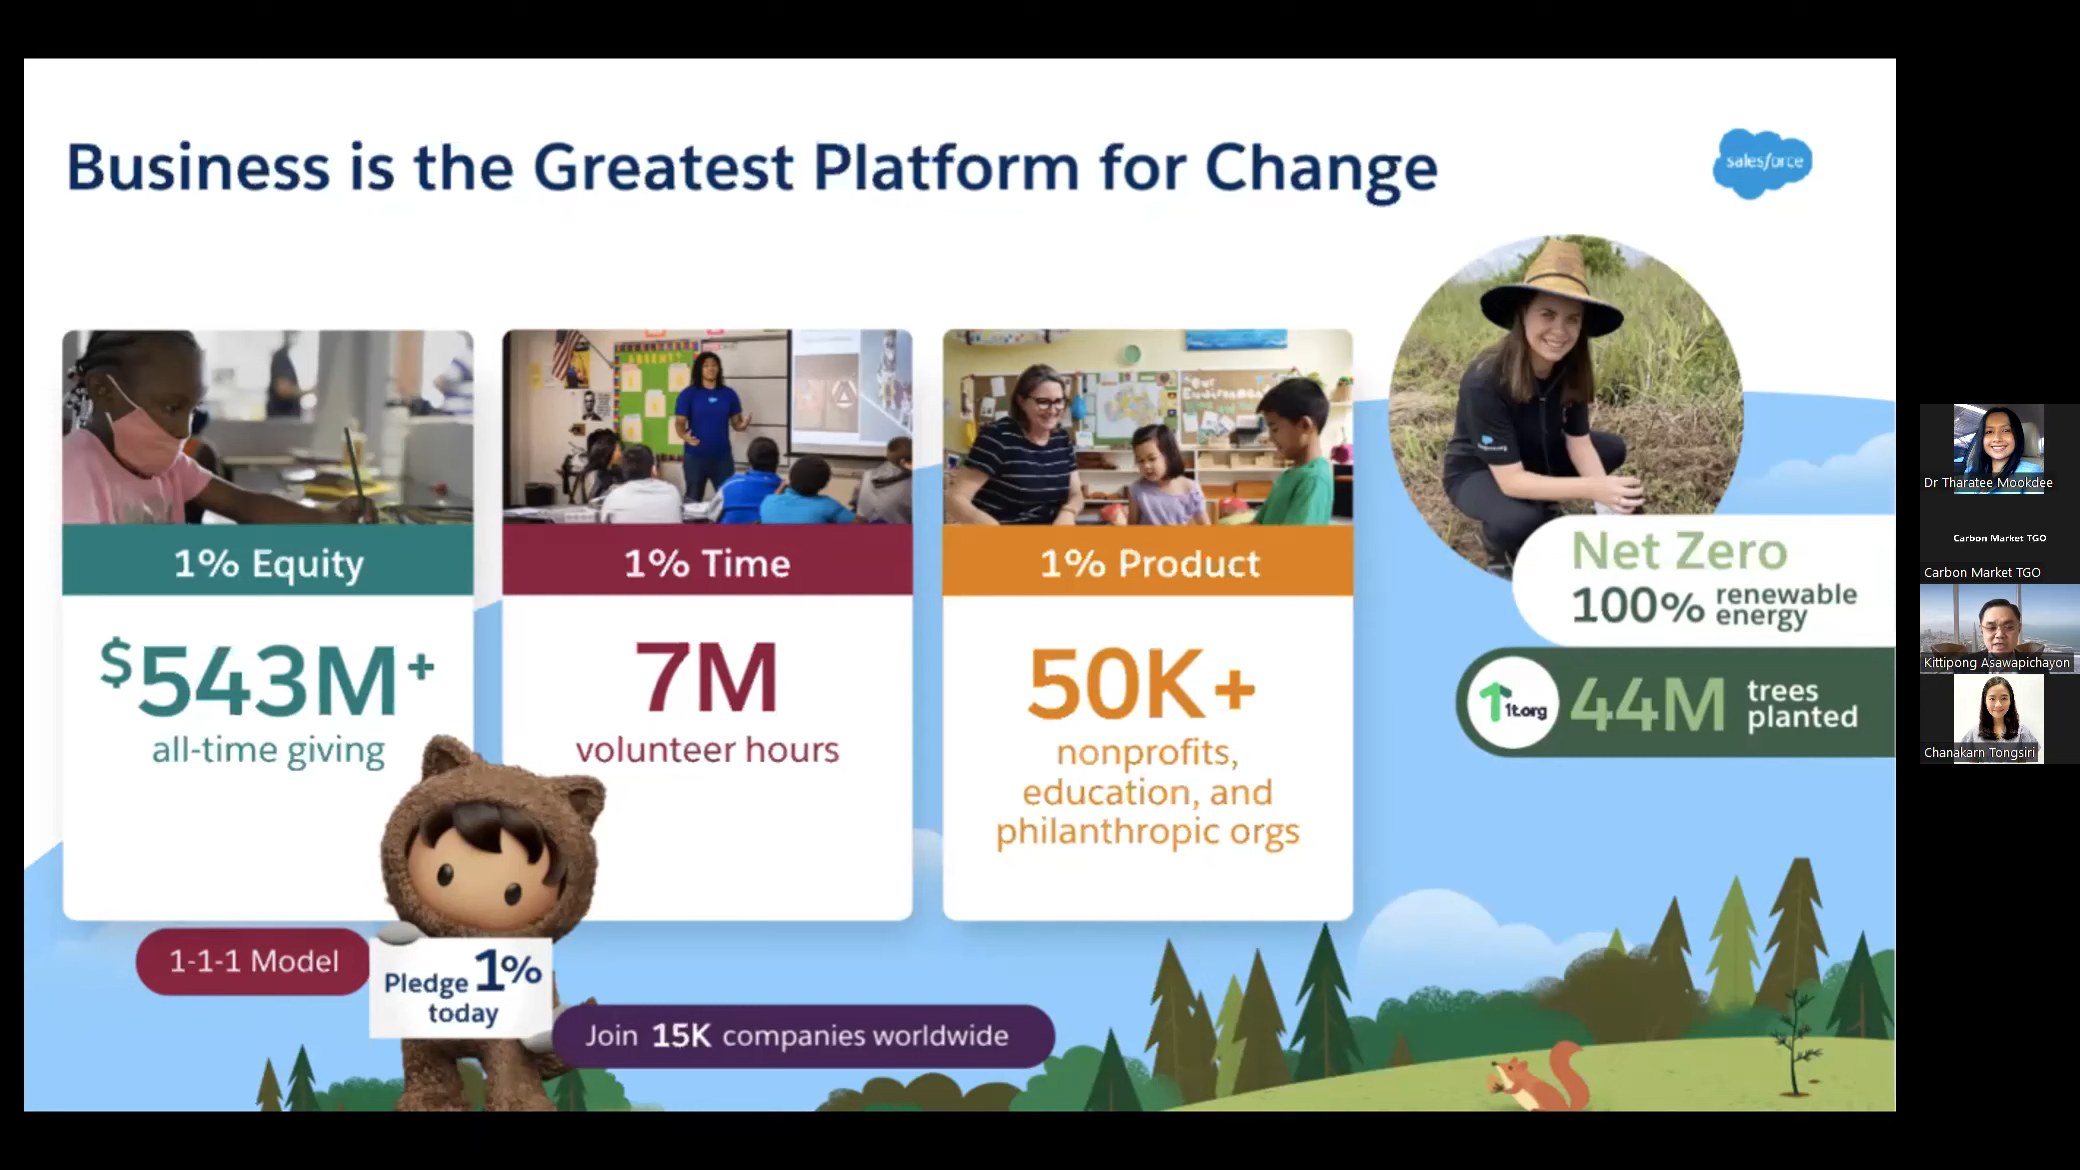 Business is the Greatest Platform for Change
salesforce
1% Equity
$543M+
all-time giving
1% Time
7M
volunteer hours
1% Product
50K+
nonprofits,
education, and
philanthropic orgs
Net Zero
100% renewable
energy
1t.org
44M trees
planted
1-1-1 Model
Pledge 1%
today
Join 15K companies worldwide
Dr Tharatee Mookdee
Carbon Market TGO
Carbon Market TGO
Kittipong Asawapichayon
Chanakarn Tongsiri